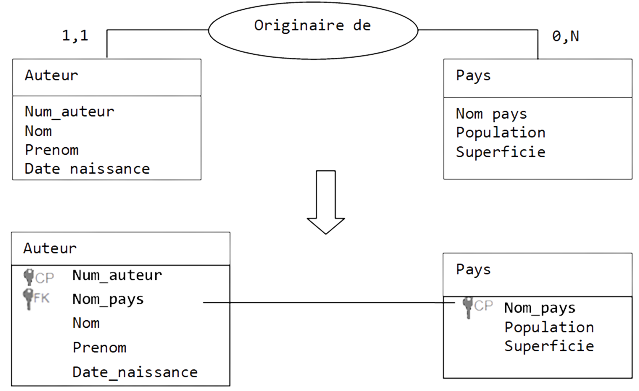 Originaire de
1,1
0,N
Auteur
Num_auteur
Nom
Prenom
Date naissance
Pays
Nom pays
Population
Superficie
Auteur
CP Num_auteur
FK Nom_pays
Nom
Prenom
Date_naissance
Pays
CP Nom_pays
Population
Superficie